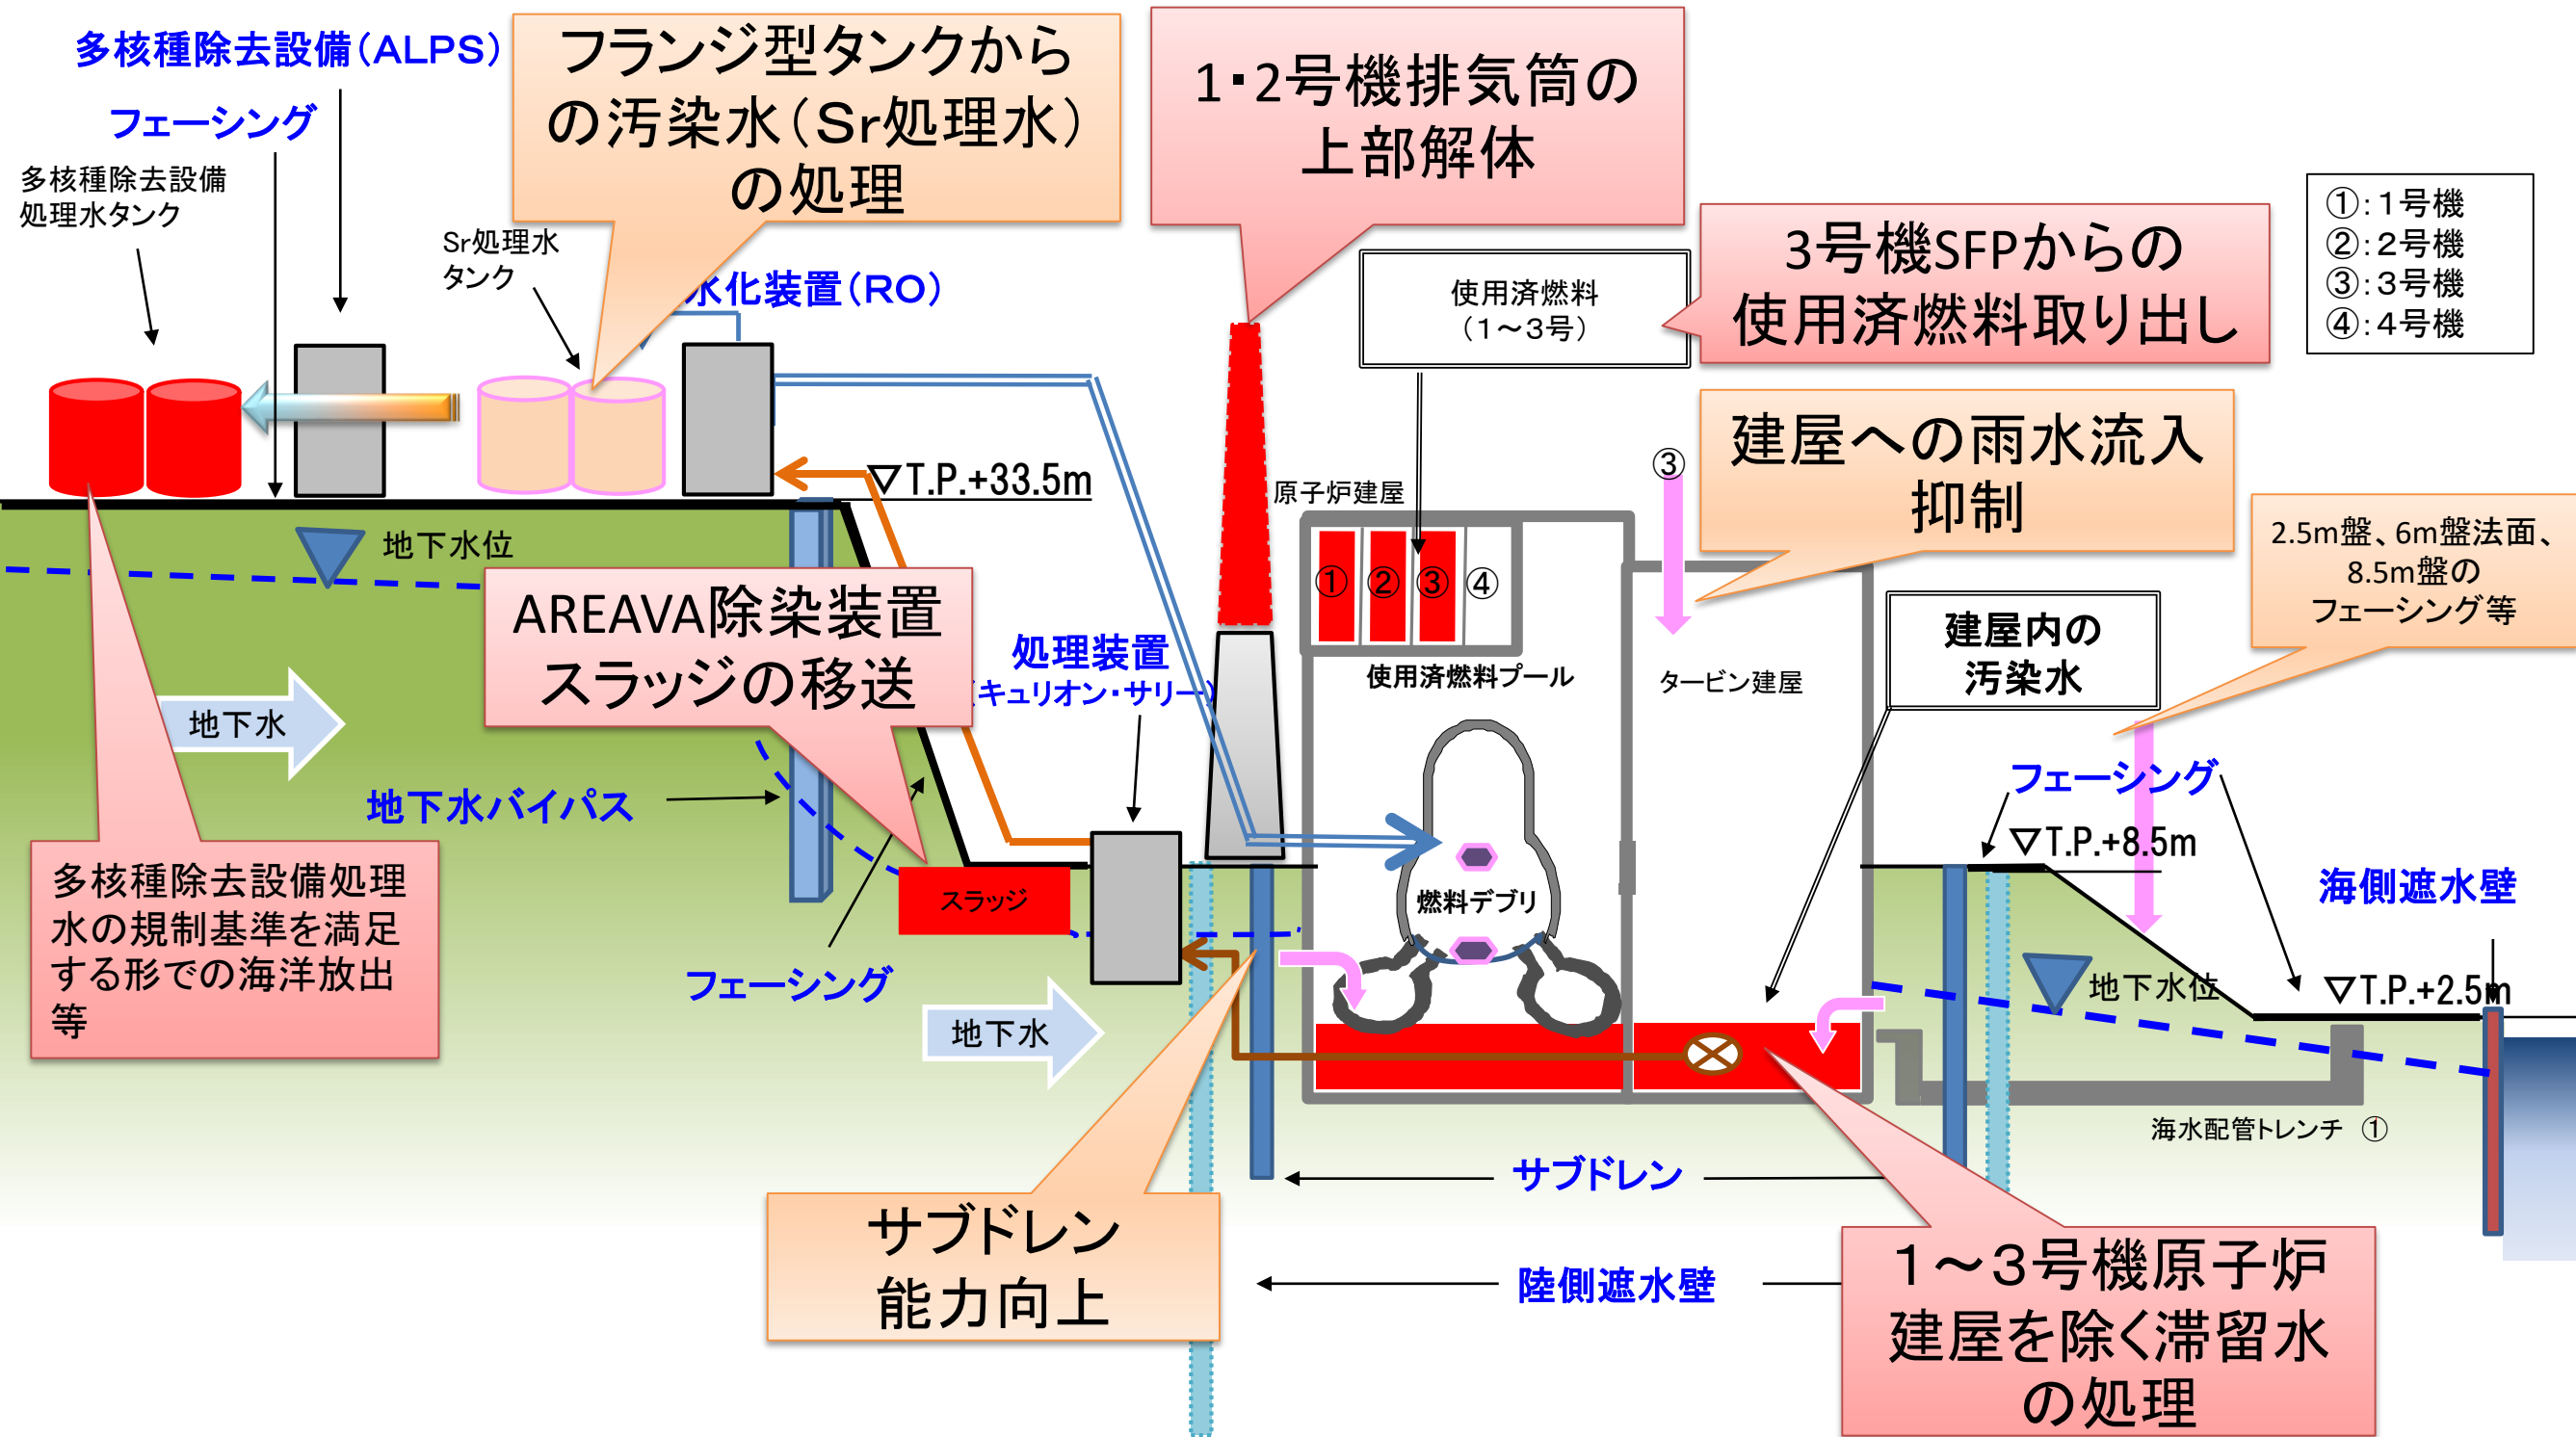 多核種除去設備(ALPS)
フェーシング
多核種除去設備
処理水タンク
フランジ型タンクから
の汚染水(Sr処理水)
の処理
Sr処理水
タンク
水化装置(RO)
1・2号機排気筒の
上部解体
使用済燃料
(1～3号)
3号機SFPからの
使用済燃料取り出し
①:1号機
②:2号機
③:3号機
④:4号機
建屋への雨水流入
抑制
③
▽T.P.+33.5m
原子炉建屋
2.5m盤、6m盤法面、
8.5m盤の
フェーシング等
地下水位
① ② ③ ④
AREAVA除染装置
スラッジの移送
処理装置
(キュリオン・サリー)
使用済燃料プール
タービン建屋
建屋内の
汚染水
地下水
地下水バイパス
フェーシング
▽T.P.+8.5m
多核種除去設備処理
水の規制基準を満足
する形での海洋放出
等
スラッジ
燃料デブリ
海側遮水壁
フェーシング
地下水位
▽T.P.+2.5m
地下水
海水配管トレンチ ①
サブドレン
サブドレン
能力向上
陸側遮水壁
1～3号機原子炉
建屋を除く滞留水
の処理